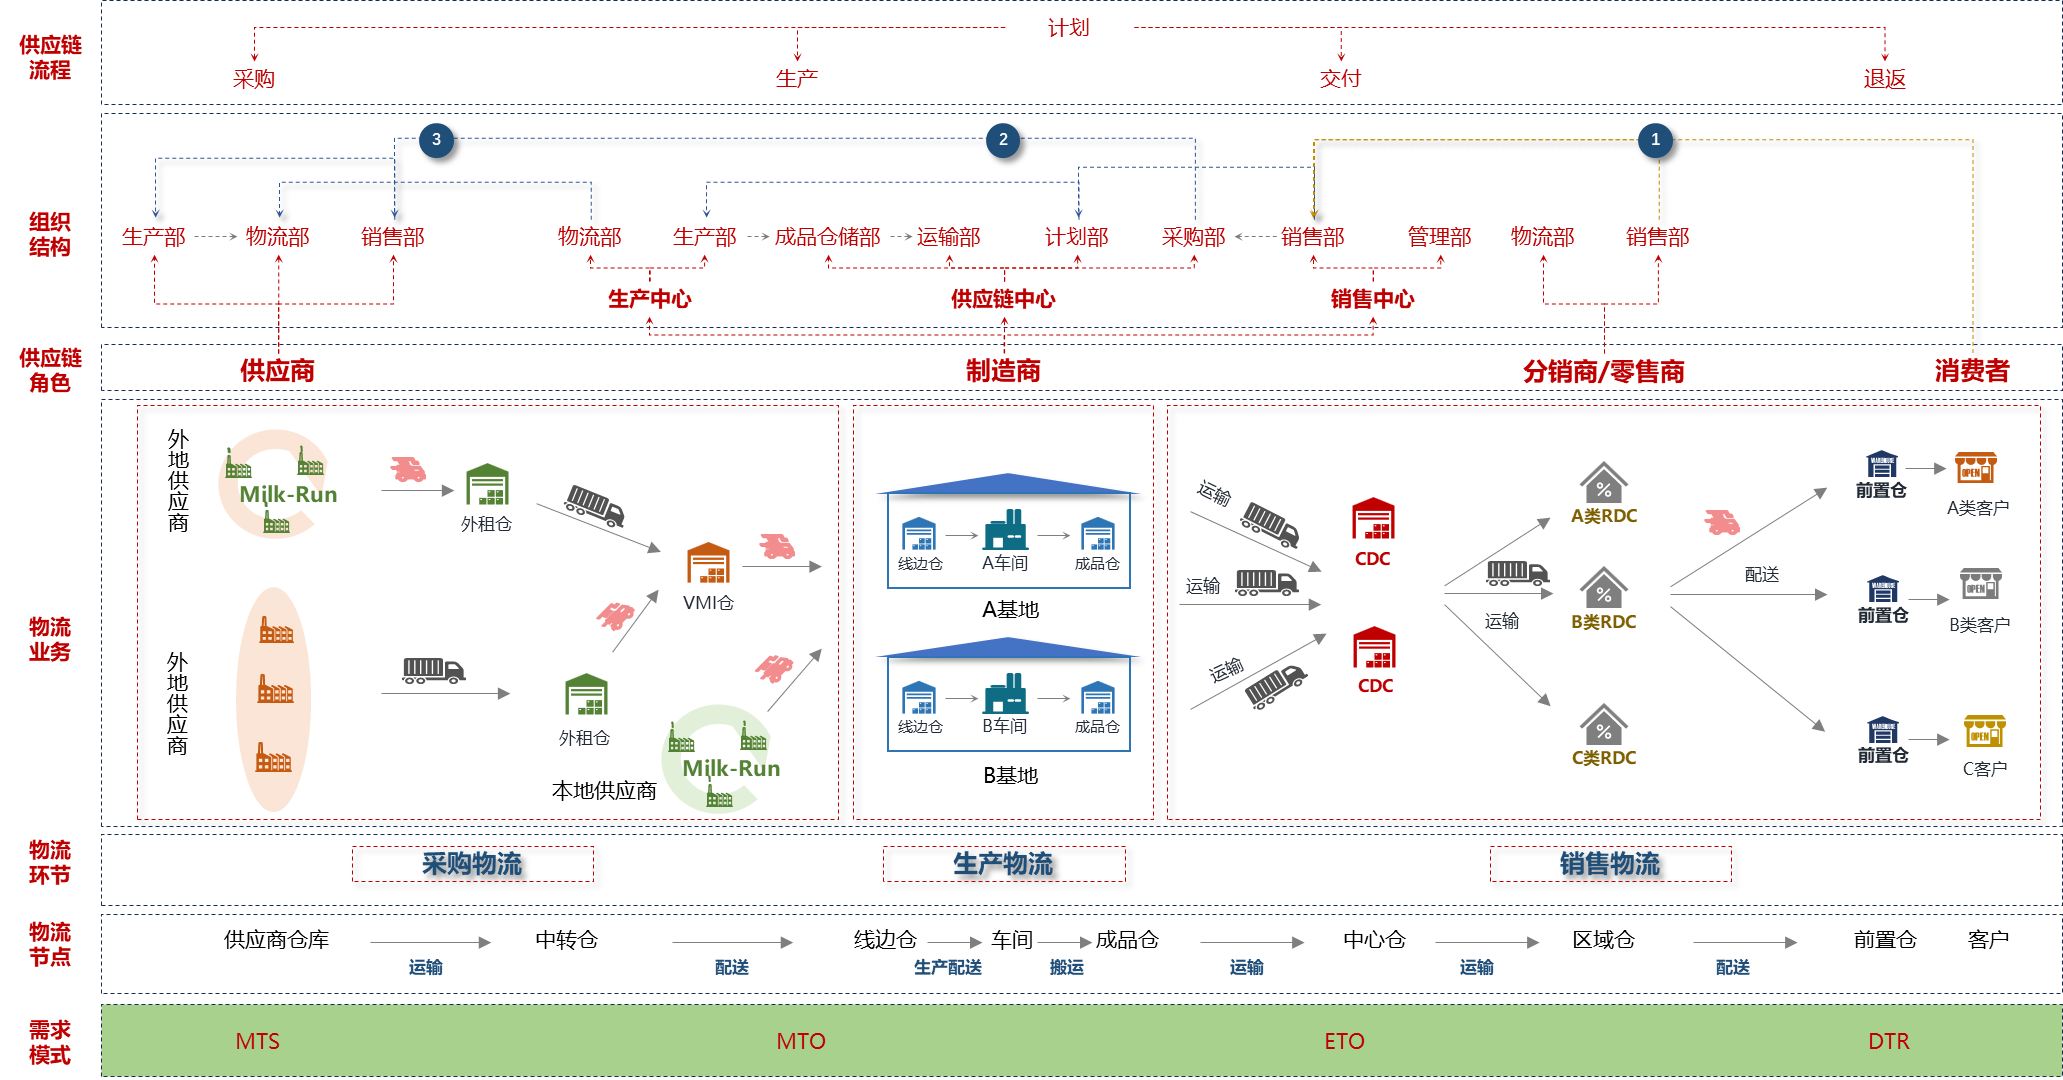 供应链
流程
计划
采购
生产
交付
退返
组织
结构
3
2
1
生产部
物流部
销售部
物流部
生产部
成品仓储部
运输部
计划部
采购部
销售部
管理部
物流部
销售部
生产中心
供应链中心
销售中心
供应链
角色
供应商
制造商
分销商/零售商
消费者
物流
业务
外地供应商
Milk-Run
外租仓
VMI仓
外地供应商
外租仓
本地供应商
Milk-Run
线边仓
A车间
成品仓
A基地
线边仓
B车间
成品仓
B基地
运输
运输
运输
CDC
CDC
运输
A类RDC
B类RDC
C类RDC
配送
WAREHOUSE
前置仓
OPEN
A类客户
WAREHOUSE
前置仓
OPEN
B类客户
WAREHOUSE
前置仓
OPEN
C客户
物流
环节
采购物流
生产物流
销售物流
物流
节点
供应商仓库
运输
中转仓
配送
线边仓
生产配送
车间
搬运
成品仓
运输
中心仓
运输
区域仓
配送
前置仓
客户
需求
模式
MTS
MTO
ETO
DTR